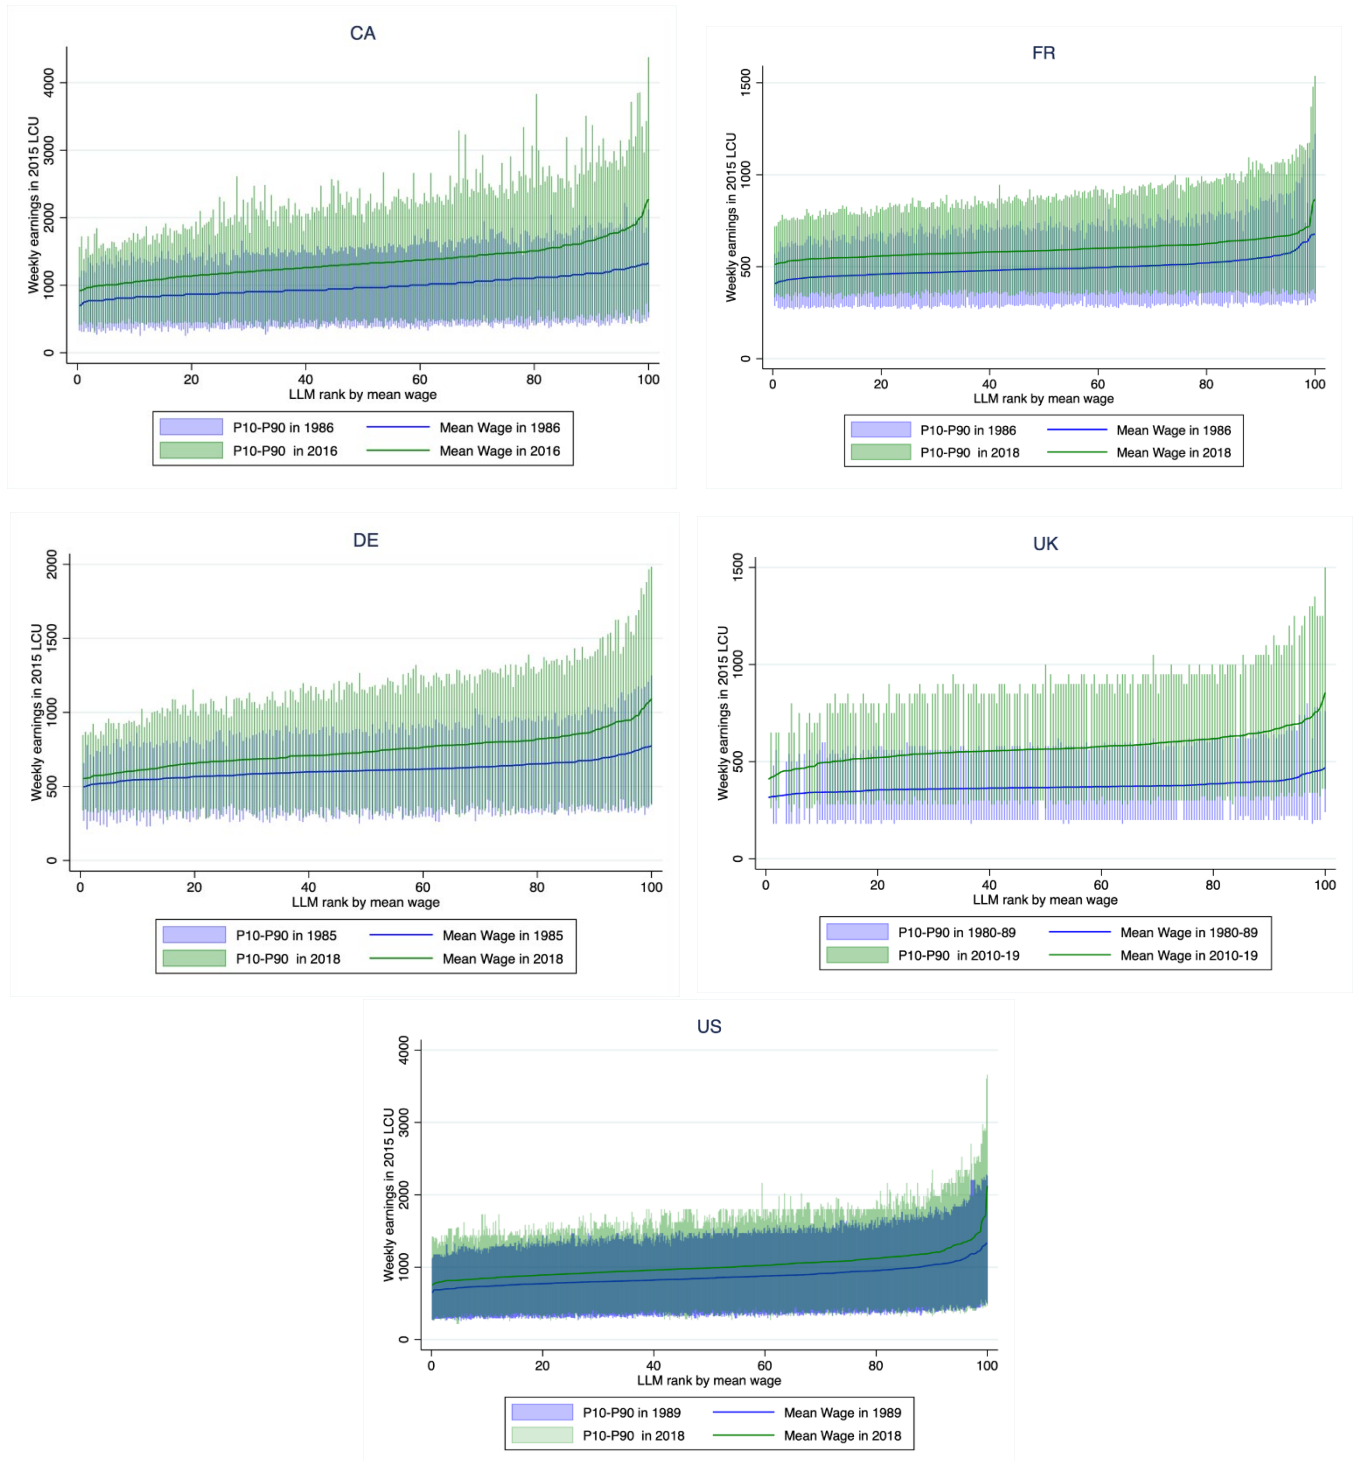 CA
Weekly earnings in 2015 LCU
4000
3000
2000
1000
0
0 20 40 60 80 100
LLM rank by mean wage
P10-P90 in 1986 Mean Wage in 1986
P10-P90 in 2016 Mean Wage in 2016
FR
Weekly earnings in 2015 LCU
1500
1000
500
0
0 20 40 60 80 100
LLM rank by mean wage
P10-P90 in 1986 Mean Wage in 1986
P10-P90 in 2018 Mean Wage in 2018
DE
Weekly earnings in 2015 LCU
2000
1500
1000
500
0
0 20 40 60 80 100
LLM rank by mean wage
P10-P90 in 1985 Mean Wage in 1985
P10-P90 in 2018 Mean Wage in 2018
UK
Weekly earnings in 2015 LCU
1500
1000
500
0
0 20 40 60 80 100
LLM rank by mean wage
P10-P90 in 1980-89 Mean Wage in 1980-89
P10-P90 in 2010-19 Mean Wage in 2010-19
US
Weekly earnings in 2015 LCU
4000
3000
2000
1000
0
0 20 40 60 80 100
LLM rank by mean wage
P10-P90 in 1989 Mean Wage in 1989
P10-P90 in 2018 Mean Wage in 2018